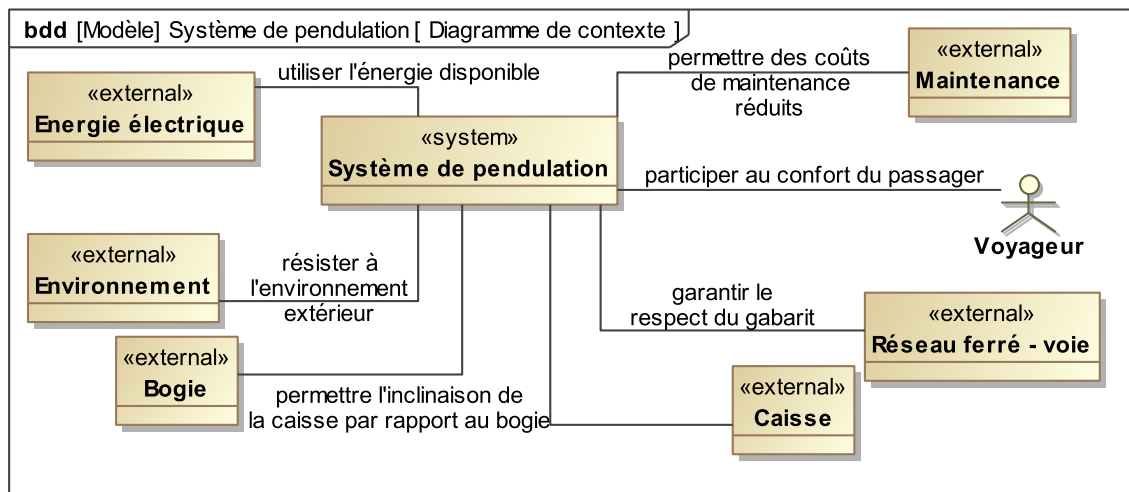 bdd [Modèle] Système de pendulation [ Diagramme de contexte ]
«external»
Energie électrique
utiliser l'énergie disponible
«system»
Système de pendulation
permettre des coûts
de maintenance
réduits
«external»
Maintenance
participer au confort du passager
Voyageur
«external»
Environnement
résister à
l'environnement
extérieur
garantir le
respect du gabarit
«external»
Réseau ferré - voie
«external»
Bogie
permettre l'inclinaison de
la caisse par rapport au bogie
«external»
Caisse